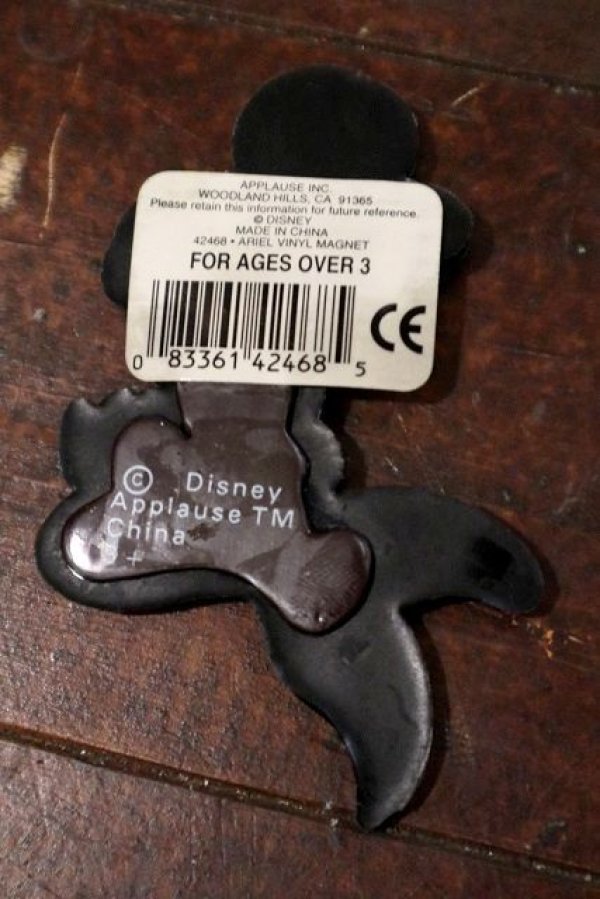 APPLAUSE INC.
WOODLAND HILLS, CA 91365
Please retain this information for future reference.
© DISNEY
MADE IN CHINA
42468 • ARIEL VINYL MAGNET
FOR AGES OVER 3
CE
0 83361 42468 5
© Disney
Applause TM
China
3+